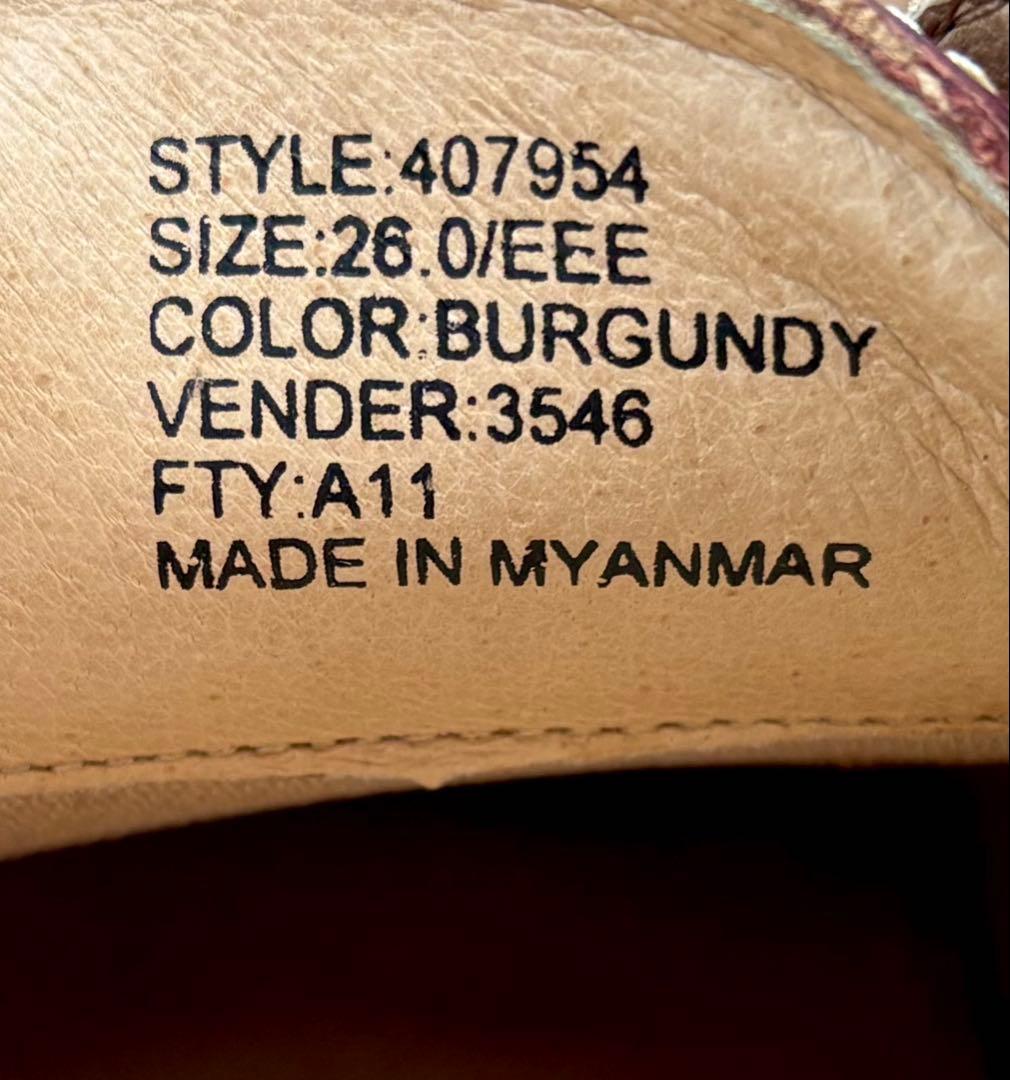 STYLE:407954
SIZE:26.0/EEE
COLOR:BURGUNDY
VENDER:3546
FTY:A11
MADE IN MYANMAR